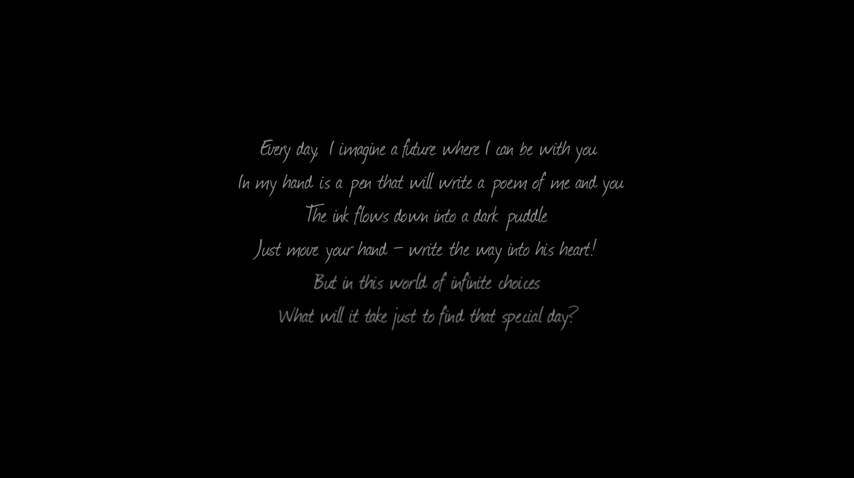 Every day, I imagine a future where I can be with you
In my hand is a pen that will write a poem of me and you
The ink flows down into a dark puddle
Just move your hand – write the way into his heart!
But in this world of infinite choices
What will it take just to find that special day?